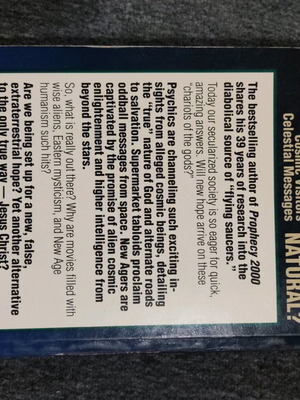 Celestial Messages
NATURAL?
The bestselling author of Prophecy 2000
shares his 39 years of research into the
diabolical source of "flying saucers."
Today our secularized society is so eager for quick,
amazing answers. Will new hope arrive on these
"chariots of the gods?"
Psychics are channeling such exciting in-
sights from alleged cosmic beings, detailing
the "true" nature of God and alternate roads
to salvation. Supermarket tabloids proclaim
oddball messages from space. New Agers are
captivated by the promise of alien cosmic
enlightenment and higher intelligence from
beyond the stars.
So, what is really out there? Why are movies filled with
wise aliens, Eastern mysticism, and New Age
humanism such hits?
Are we being set up for a new, false
extraterrestrial hope? Yet another alternative
to the only true way — Jesus Christ?